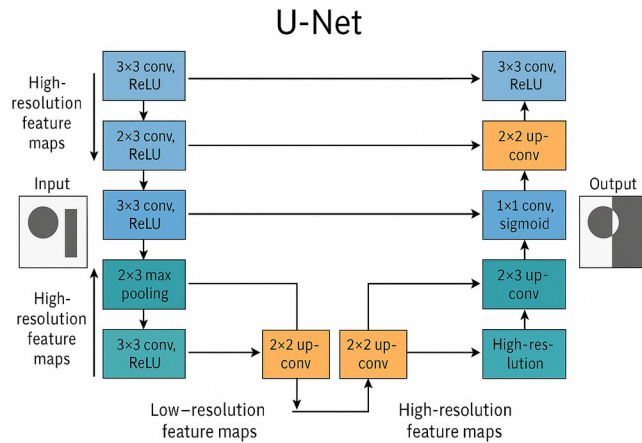 U-Net
High-
resolution
feature
maps
Input
High-
resolution
feature
maps
3×3 conv,
ReLU
2×3 conv,
ReLU
3×3 conv,
ReLU
2×3 max
pooling
3×3 conv,
ReLU
2×2 up-
conv
2×2 up-
conv
Low–resolution
feature maps
High-resolution
feature maps
3×3 conv,
ReLU
2×2 up-
conv
1×1 conv,
sigmoid
2×3 up-
conv
High-res-
lution
Output